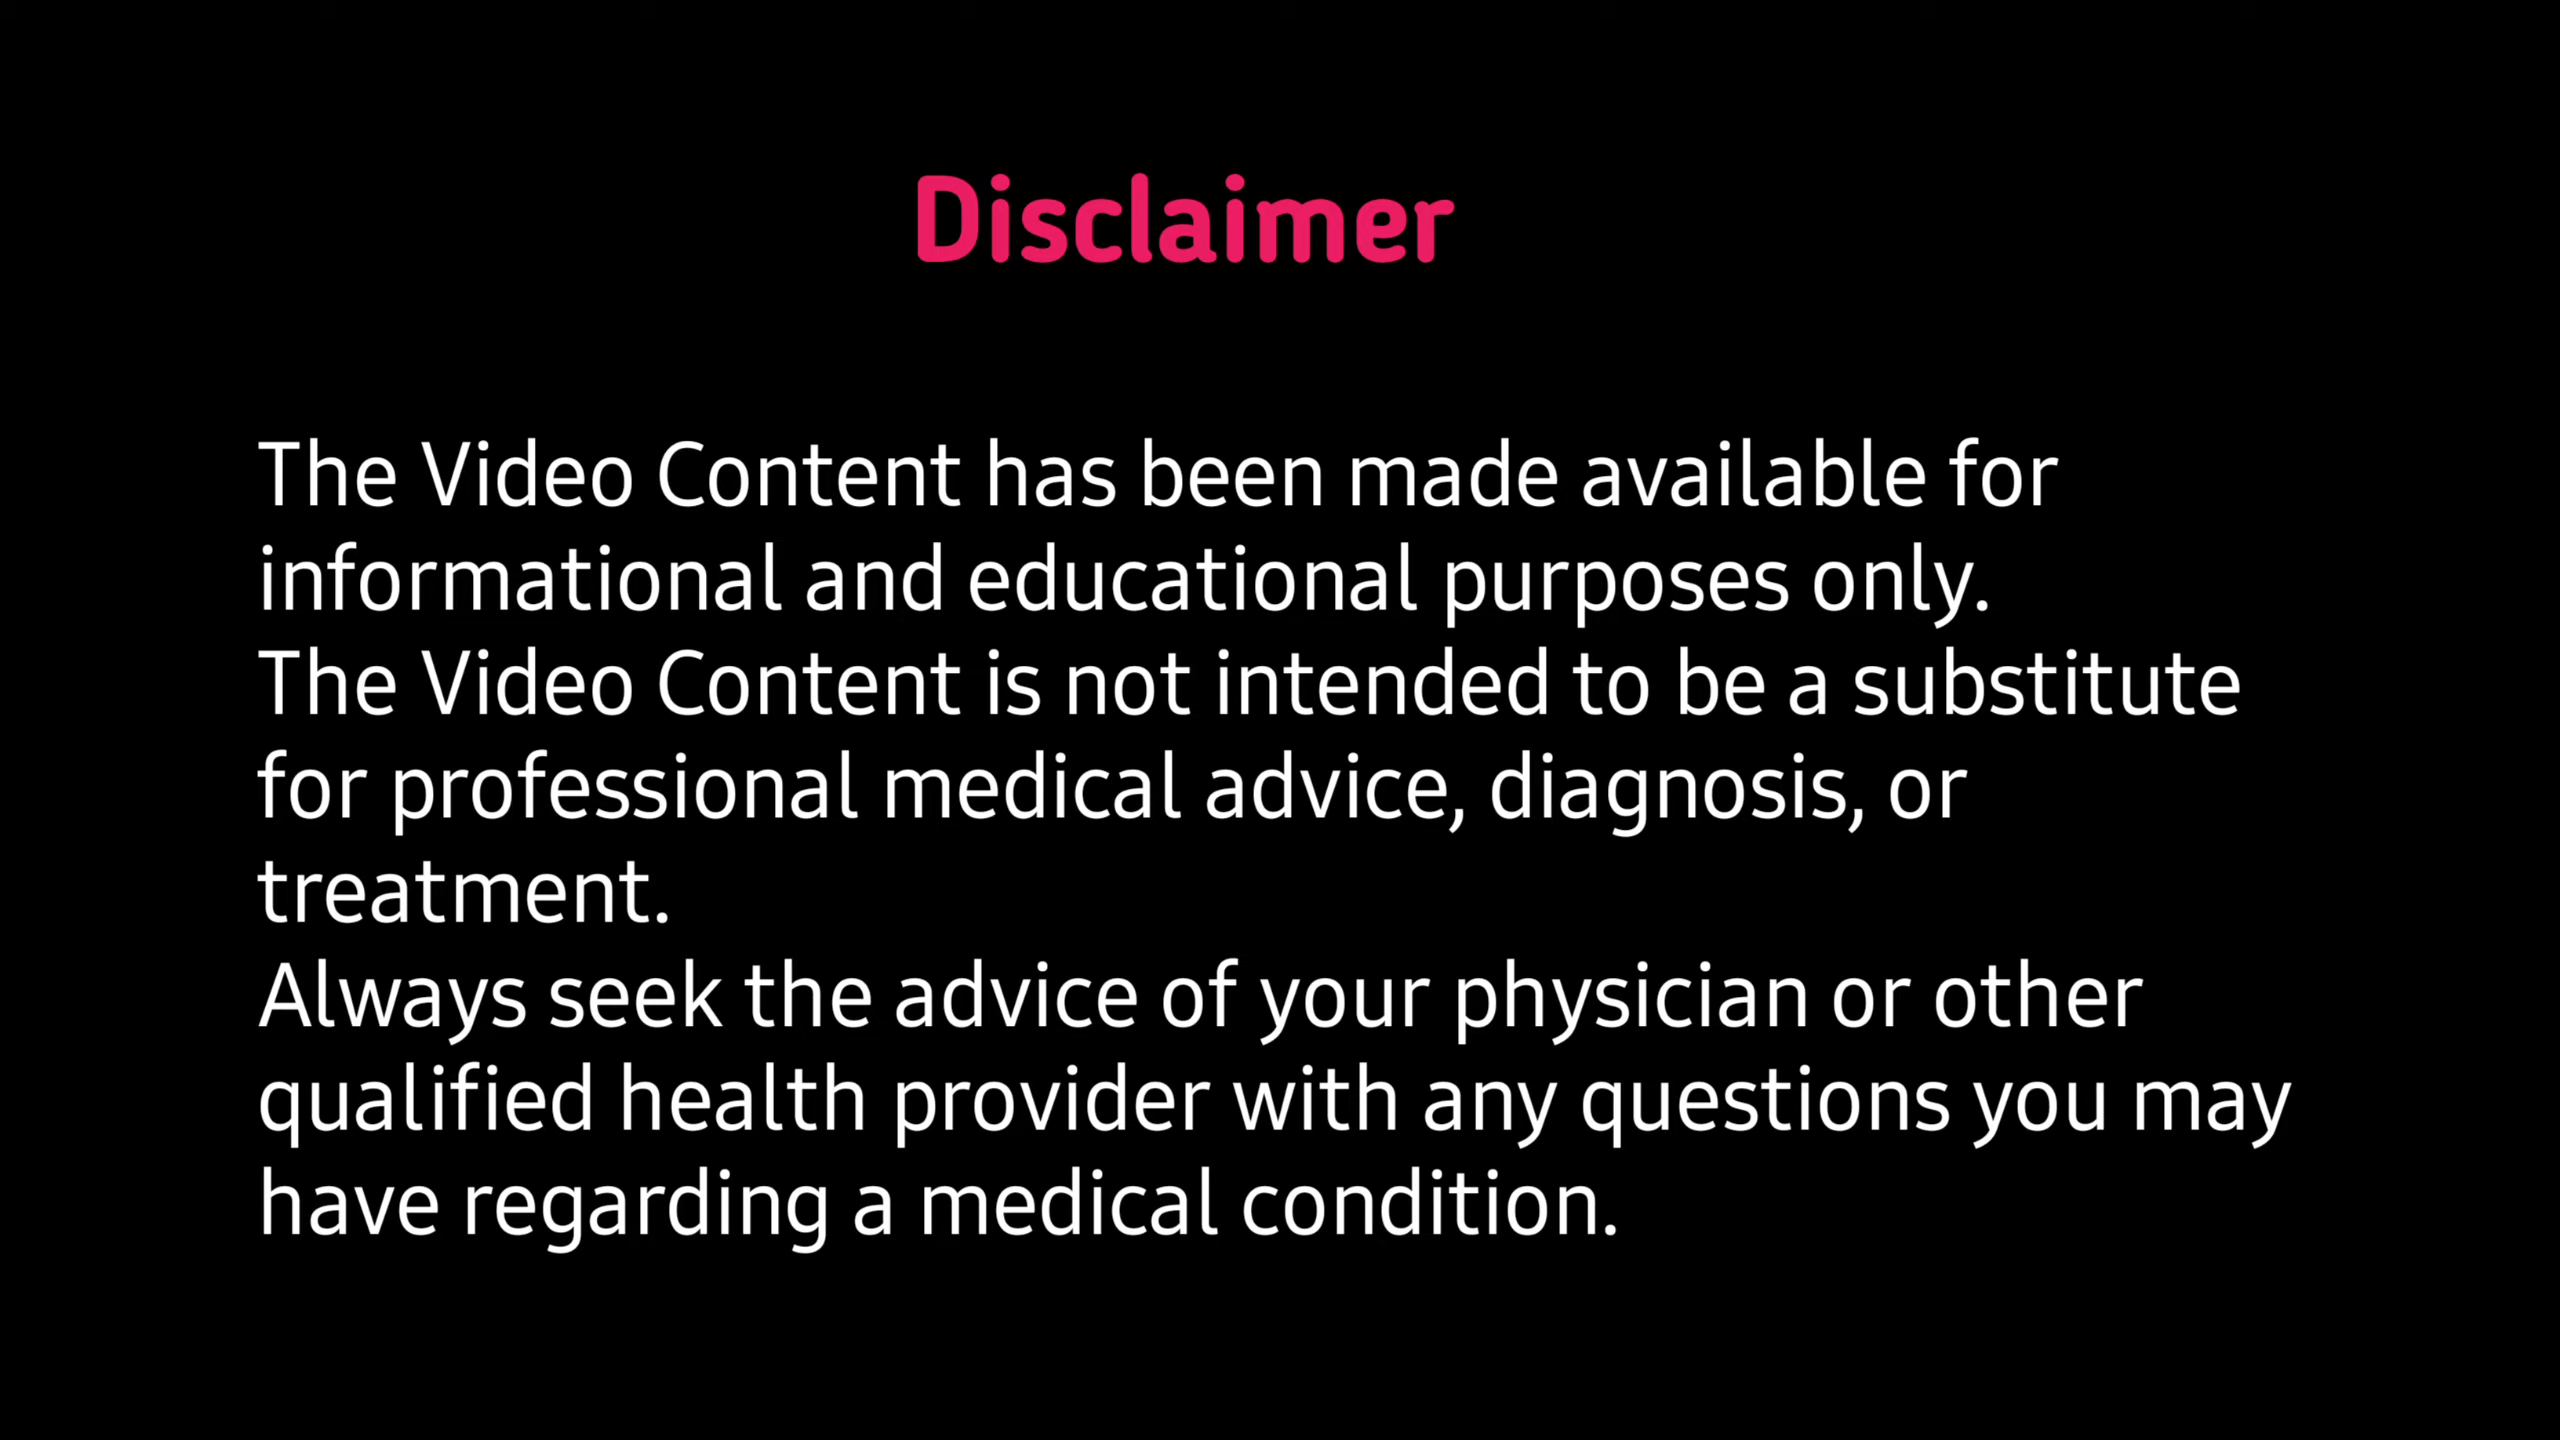 Disclaimer
The Video Content has been made available for
informational and educational purposes only.
The Video Content is not intended to be a substitute
for professional medical advice, diagnosis, or
treatment.
Always seek the advice of your physician or other
qualified health provider with any questions you may
have regarding a medical condition.